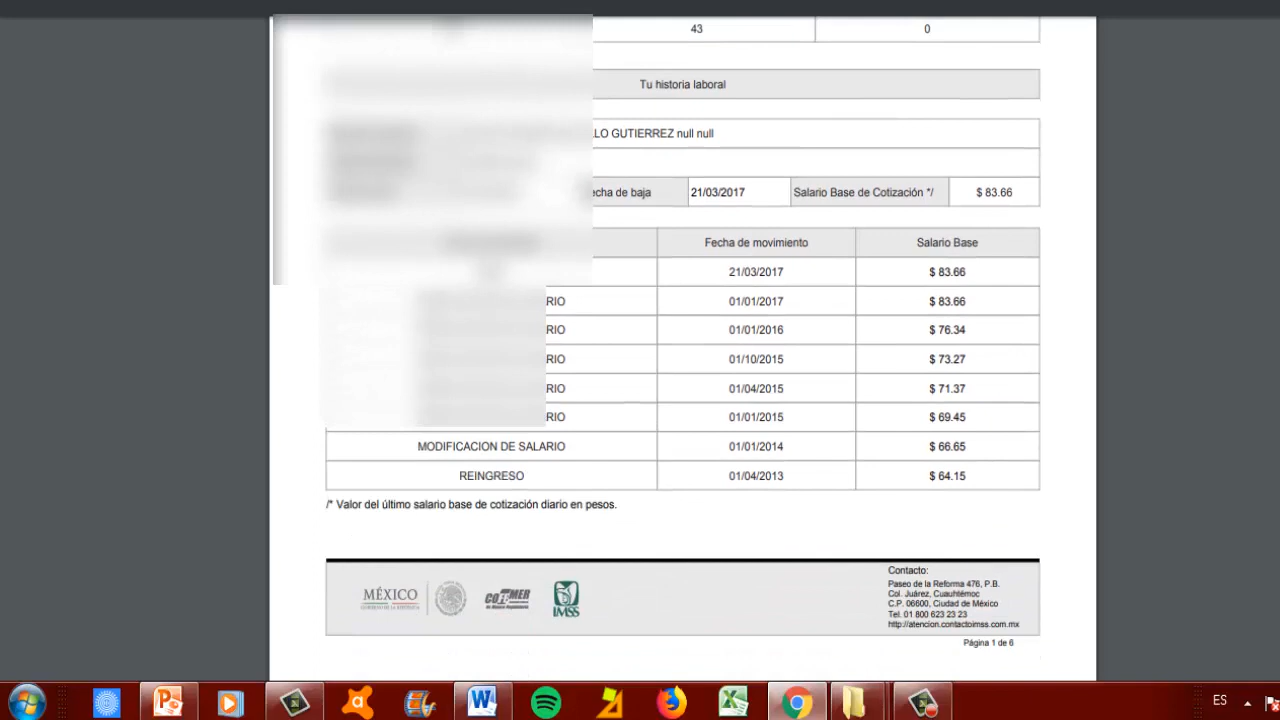 43 0
Tu historia laboral
LO GUTIERREZ null null
echa de baja 21/03/2017 Salario Base de Cotización */ $ 83.66
Fecha de movimiento Salario Base
21/03/2017 $ 83.66
RIO 01/01/2017 $ 83.66
RIO 01/01/2016 $ 76.34
RIO 01/10/2015 $ 73.27
RIO 01/04/2015 $ 71.37
RIO 01/01/2015 $ 69.45
MODIFICACION DE SALARIO 01/01/2014 $ 66.65
REINGRESO 01/04/2013 $ 64.15
/* Valor del último salario base de cotización diario en pesos.
MÉXICO
GOBIERNO DE LA REPÚBLICA
COFEMER
IMSS
Contacto:
Paseo de la Reforma 476, P.B.
Col. Juárez, Cuauhtémoc
C.P. 06600, Ciudad de México
Tel. 01 800 623 23 23
http://atencion.contactoimss.com.mx
Página 1 de 6
ES